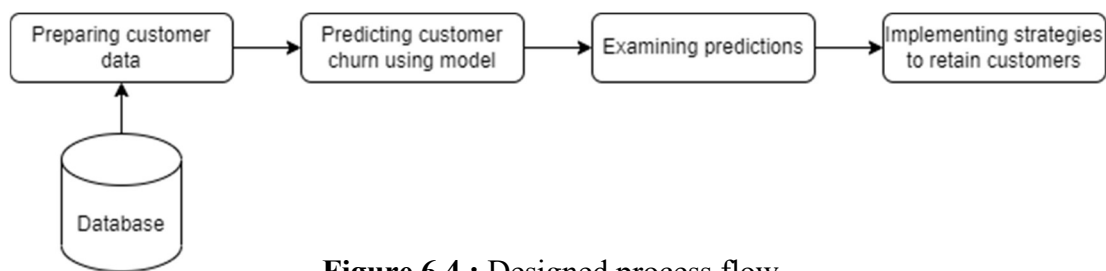 Preparing customer
data
Predicting customer
churn using model
Examining predictions
Implementing strategies
to retain customers
Database
Figure 6.4 : Designed process flow